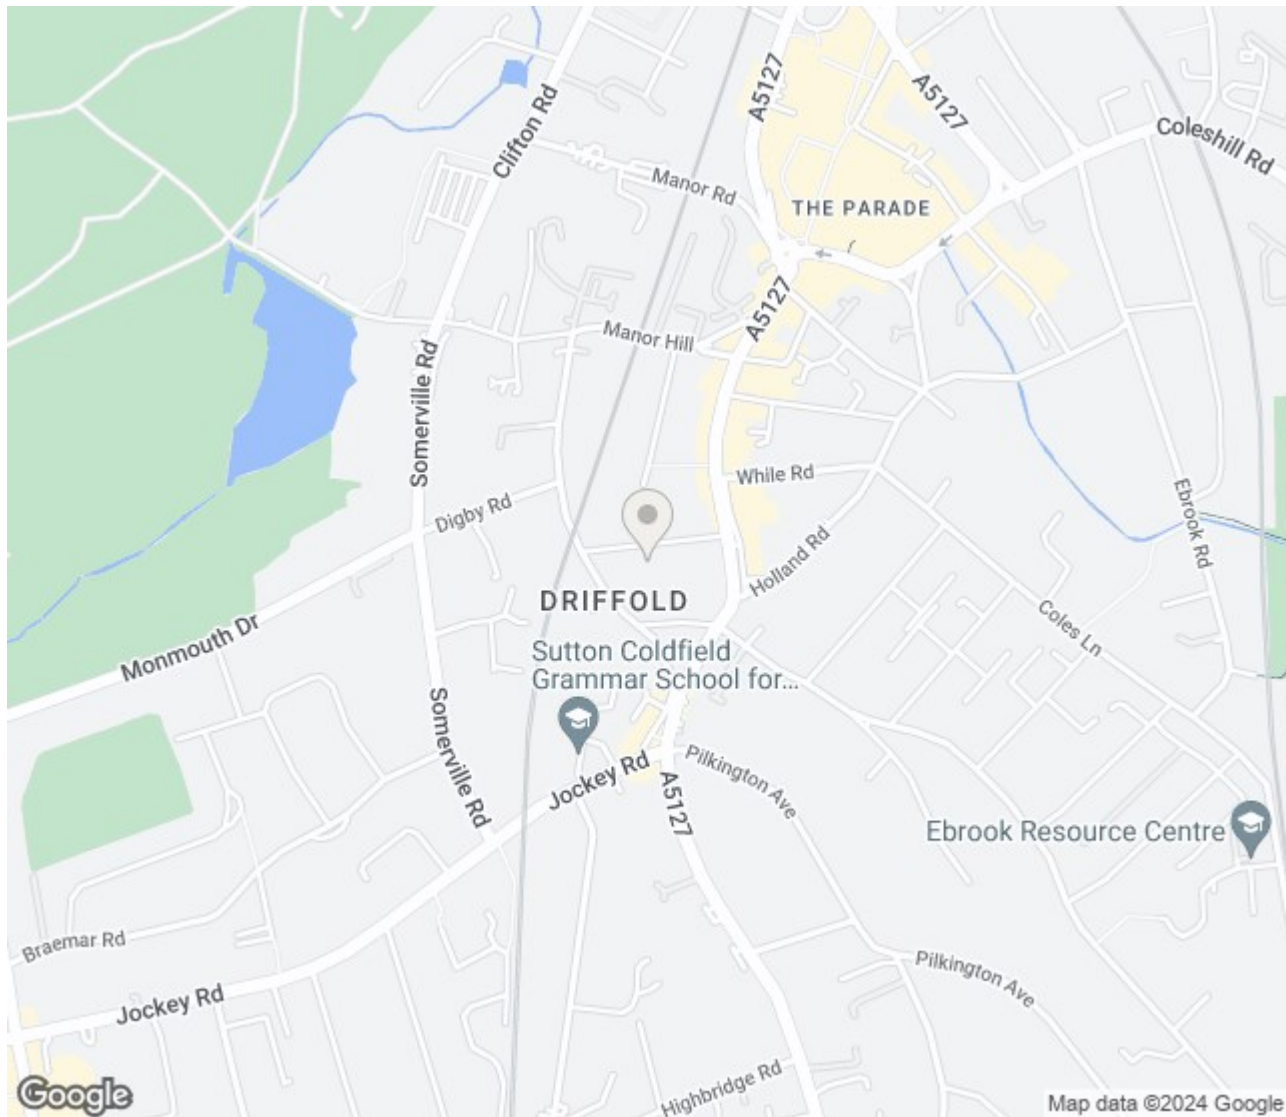 A5127
A5127
Coleshill Rd
Clifton Rd
Manor Rd
THE PARADE
A5127
Manor Hill
Somerville Rd
While Rd
Digby Rd
Ebrook Rd
Holland Rd
DRIFFOLD
Coles Ln
Monmouth Dr
Sutton Coldfield
Grammar School for...
Somerville Rd
Jockey Rd
A5127
Pilkington Ave
Ebrook Resource Centre
Braemar Rd
Pilkington Ave
Jockey Rd
Highbridge Rd
Google
Map data ©2024 Google